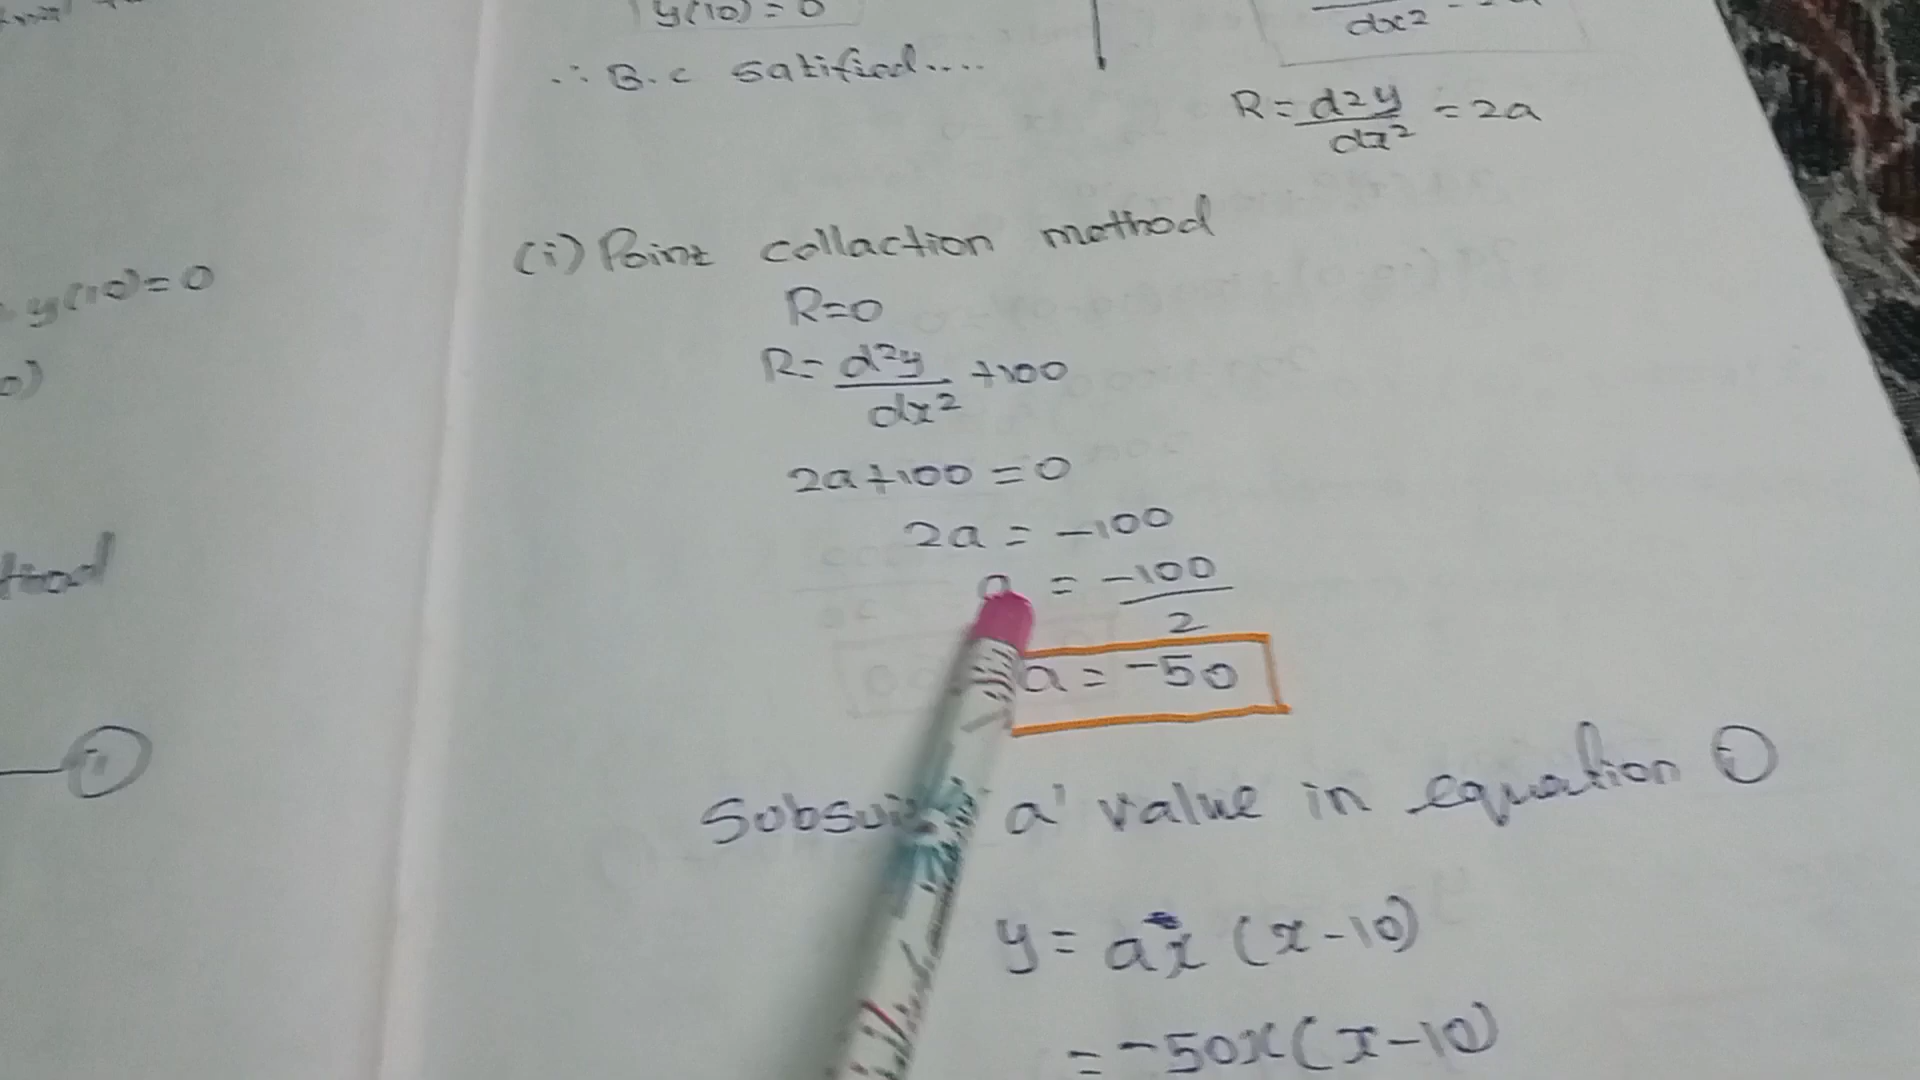 y(10) = 0
∴ B.c satified....
dx2
R = d2y/dx2 = 2a
y(10) = 0
(i) Point collaction method
R=0
R= d2y/dx2 +100
2a+100 = 0
2a = -100
a = -100/2
a = -50
①
a' value in equation ①
y = ax (x-10)
= -50x(x-10)